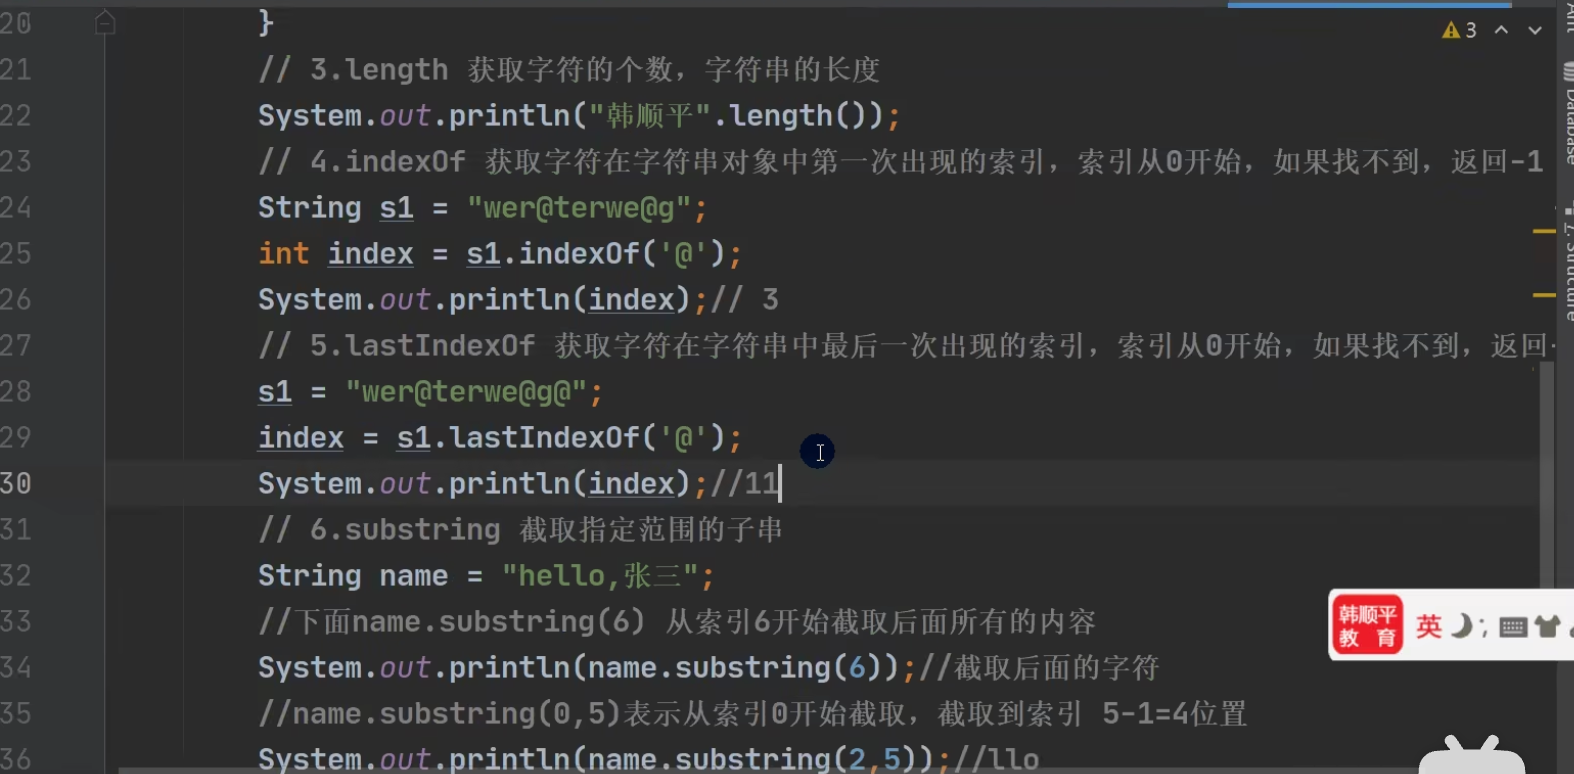 3
20 }
21 // 3.length 获取字符的个数，字符串的长度
22 System.out.println("韩顺平".length());
23 // 4.indexOf 获取字符在字符串对象中第一次出现的索引，索引从0开始，如果找不到，返回-1
24 String s1 = "wer@terwe@g";
25 int index = s1.indexOf('@');
26 System.out.println(index);// 3
27 // 5.lastIndexOf 获取字符在字符串中最后一次出现的索引，索引从0开始，如果找不到，返回-
28 s1 = "wer@terwe@g@";
29 index = s1.lastIndexOf('@');
30 System.out.println(index);//11
31 // 6.substring 截取指定范围的子串
32 String name = "hello,张三";
33 //下面name.substring(6) 从索引6开始截取后面所有的内容
34 System.out.println(name.substring(6));//截取后面的字符
35 //name.substring(0,5)表示从索引0开始截取，截取到索引 5-1=4位置
36 System.out.println(name.substring(2,5));//llo
Ant
Database
Structure
韩顺平
教育
英